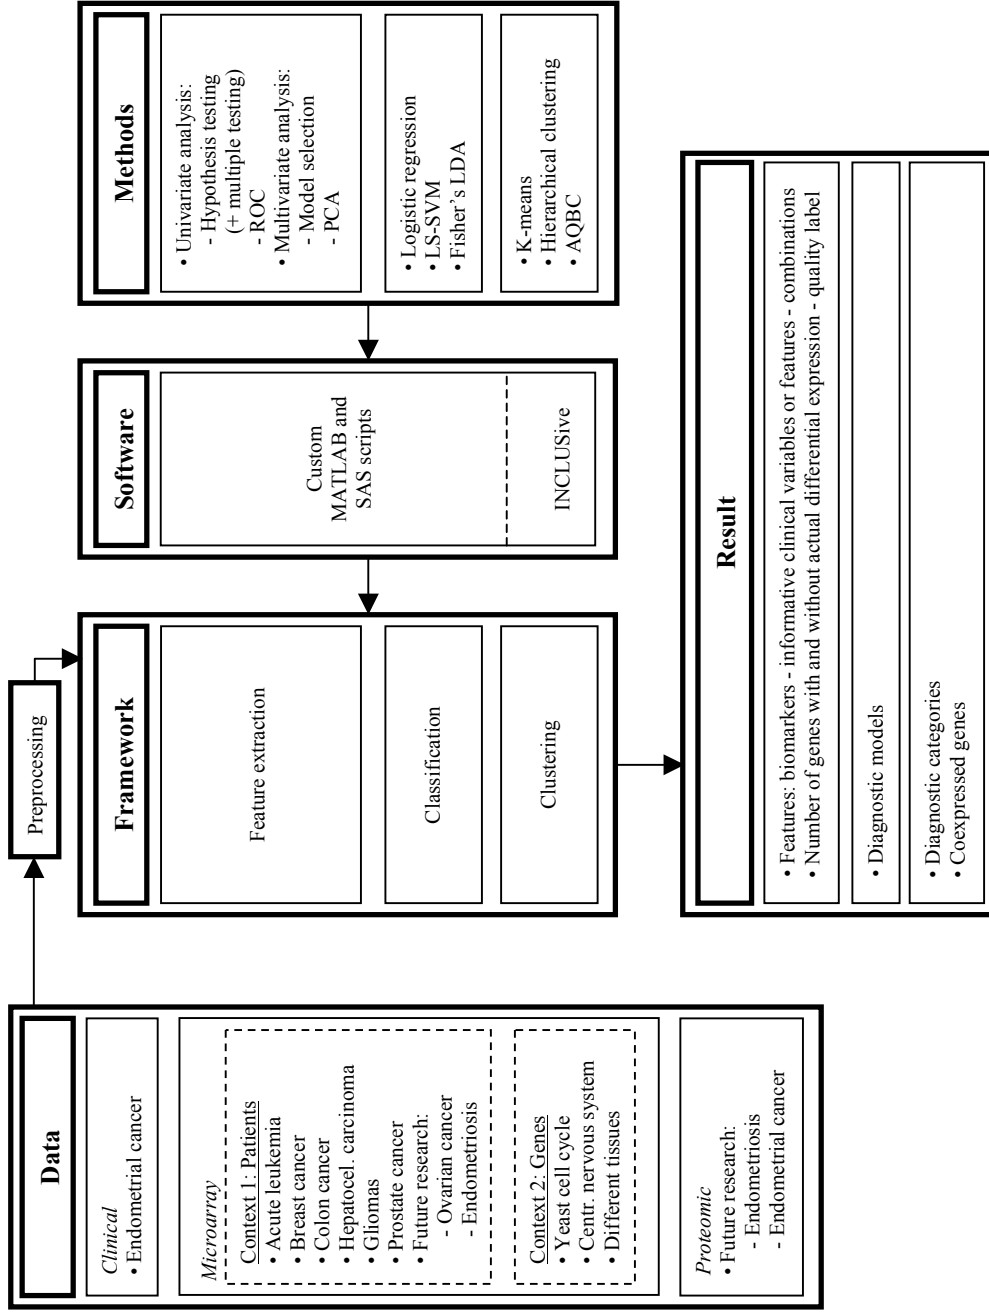 Data
Clinical
• Endometrial cancer
Microarray
Context 1: Patients
• Acute leukemia
• Breast cancer
• Colon cancer
• Hepatocel. carcinoma
• Gliomas
• Prostate cancer
• Future research:
- Ovarian cancer
- Endometriosis
Context 2: Genes
• Yeast cell cycle
• Centr. nervous system
• Different tissues
Proteomic
• Future research:
- Endometriosis
- Endometrial cancer
Preprocessing
Framework
Feature extraction
Classification
Clustering
Software
Custom
MATLAB and
SAS scripts
INCLUSive
Methods
• Univariate analysis:
- Hypothesis testing
(+ multiple testing)
- ROC
• Multivariate analysis:
- Model selection
- PCA
• Logistic regression
• LS-SVM
• Fisher's LDA
• K-means
• Hierarchical clustering
• AQBC
Result
• Features: biomarkers - informative clinical variables or features - combinations
• Number of genes with and without actual differential expression - quality label
• Diagnostic models
• Diagnostic categories
• Coexpressed genes